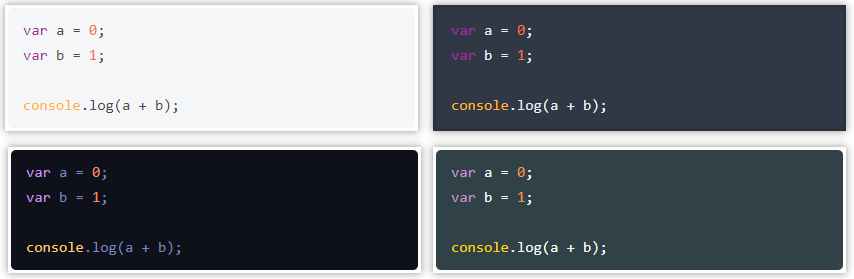 var a = 0;
var b = 1;
console.log(a + b);
var a = 0;
var b = 1;
console.log(a + b);
var a = 0;
var b = 1;
console.log(a + b);
var a = 0;
var b = 1;
console.log(a + b);